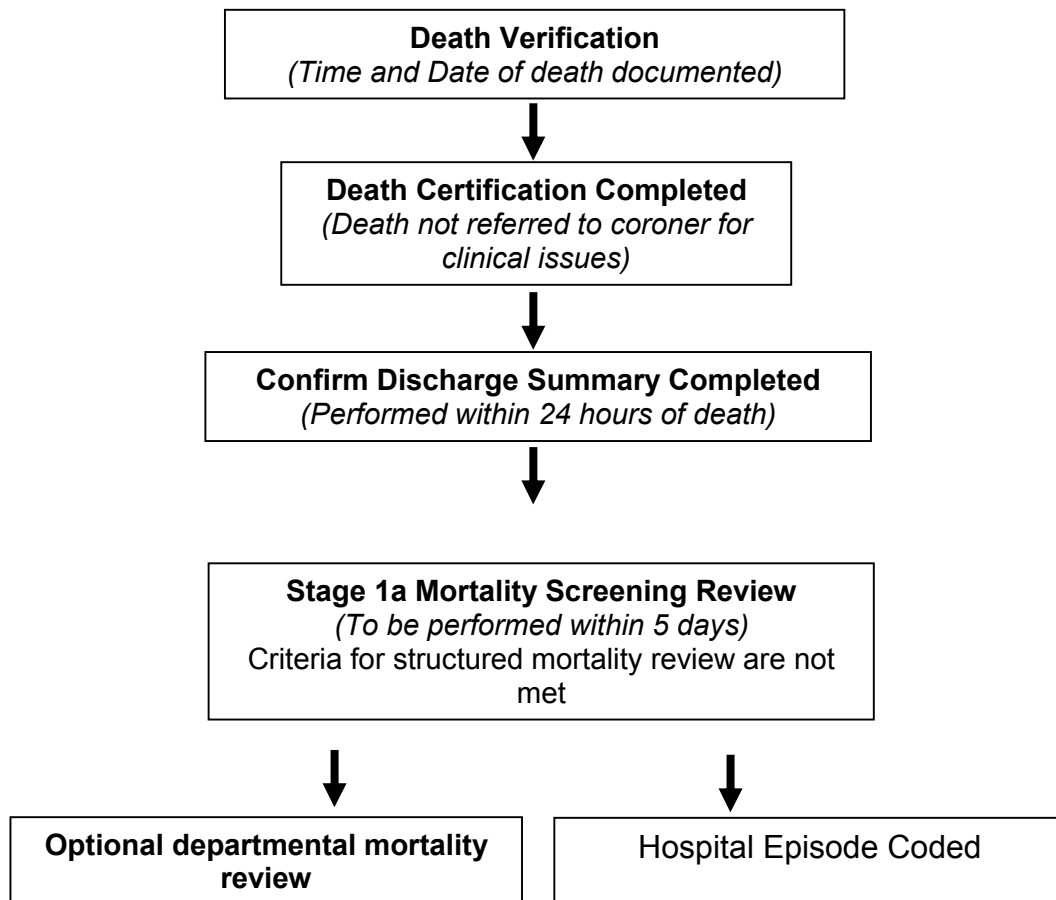 Death Verification
(Time and Date of death documented)
Death Certification Completed
(Death not referred to coroner for
clinical issues)
Confirm Discharge Summary Completed
(Performed within 24 hours of death)
Stage 1a Mortality Screening Review
(To be performed within 5 days)
Criteria for structured mortality review are not
met
Optional departmental mortality
review
Hospital Episode Coded